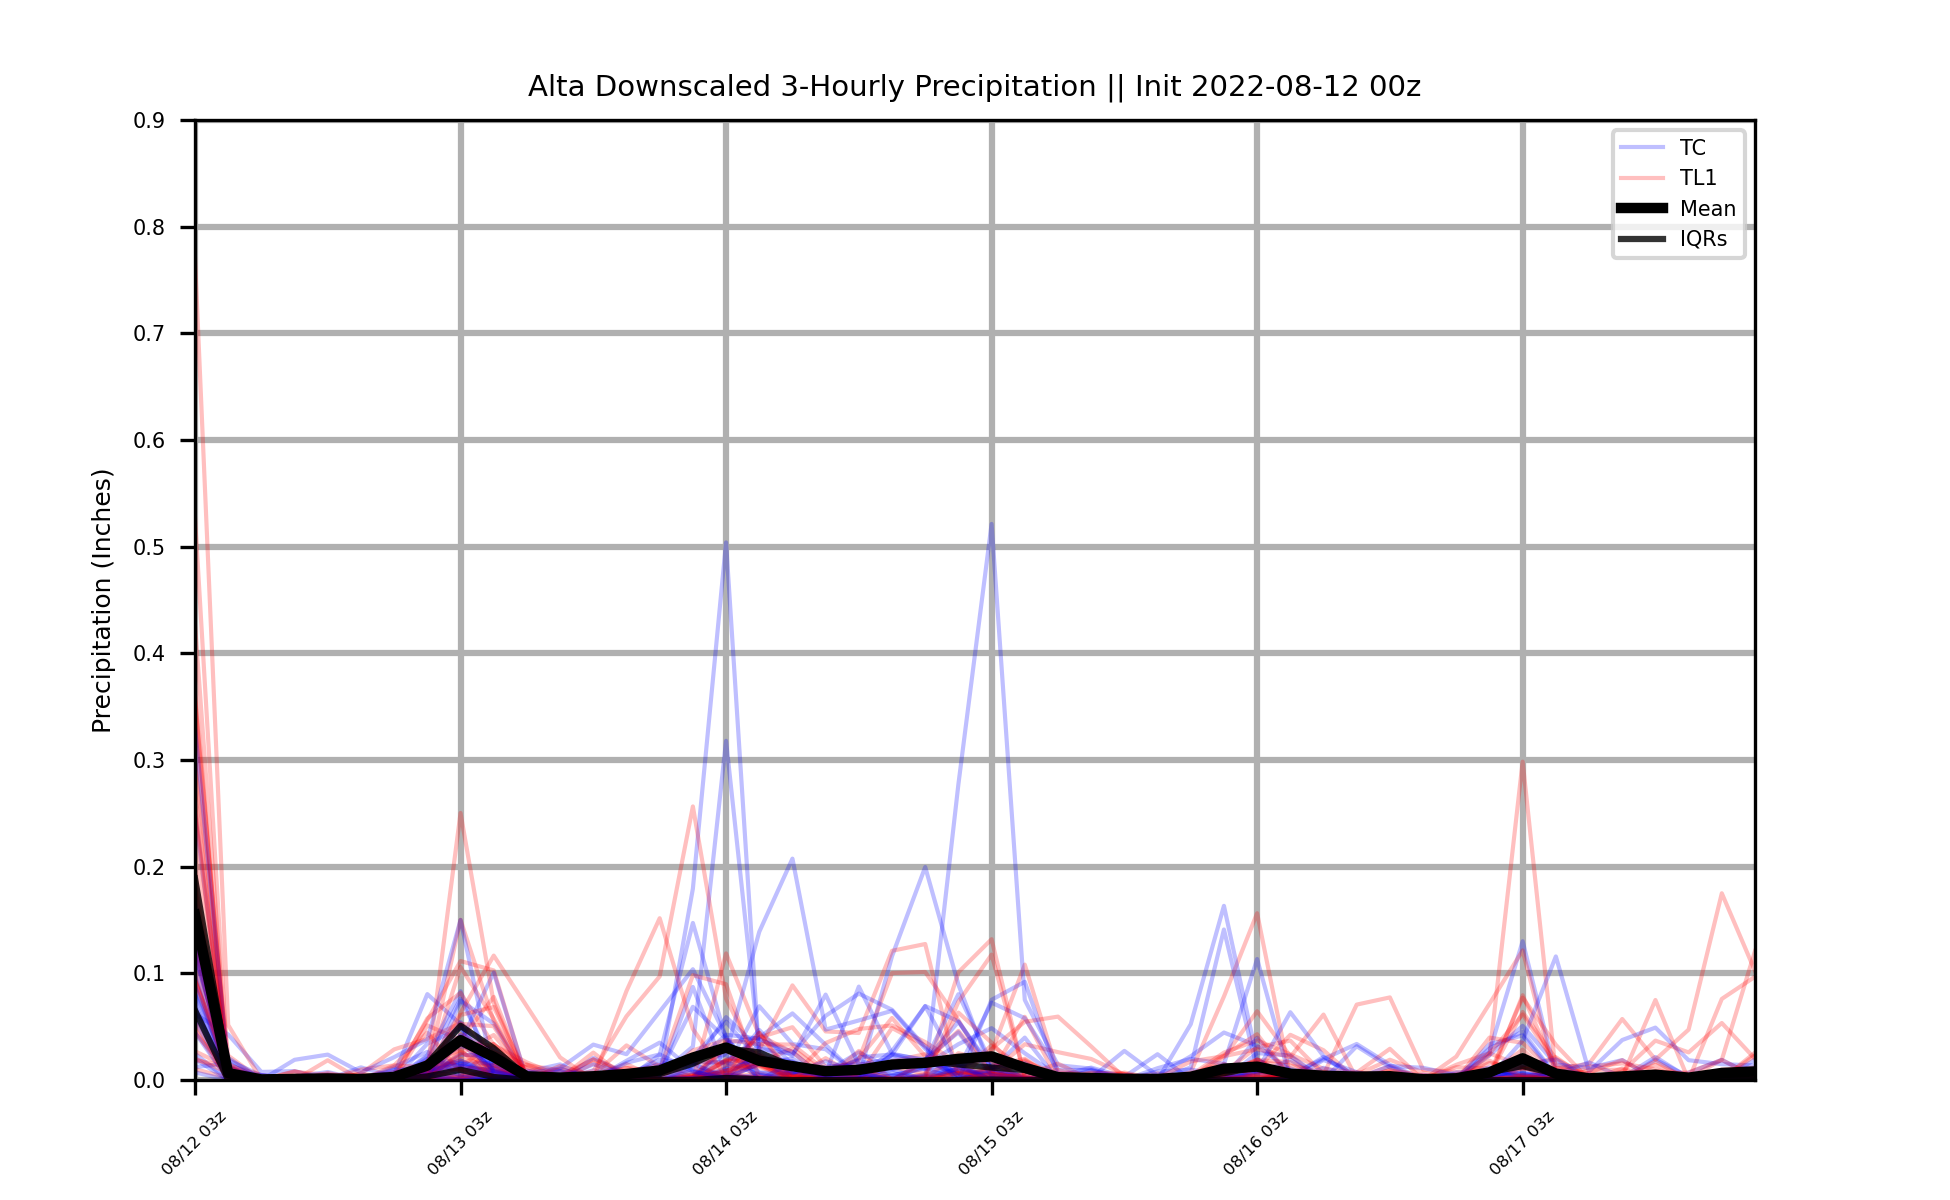 Alta Downscaled 3-Hourly Precipitation || Init 2022-08-12 00z
Precipitation (Inches)
0.9
0.8
0.7
0.6
0.5
0.4
0.3
0.2
0.1
0.0
TC
TL1
Mean
IQRs
08/12 03z
08/13 03z
08/14 03z
08/15 03z
08/16 03z
08/17 03z